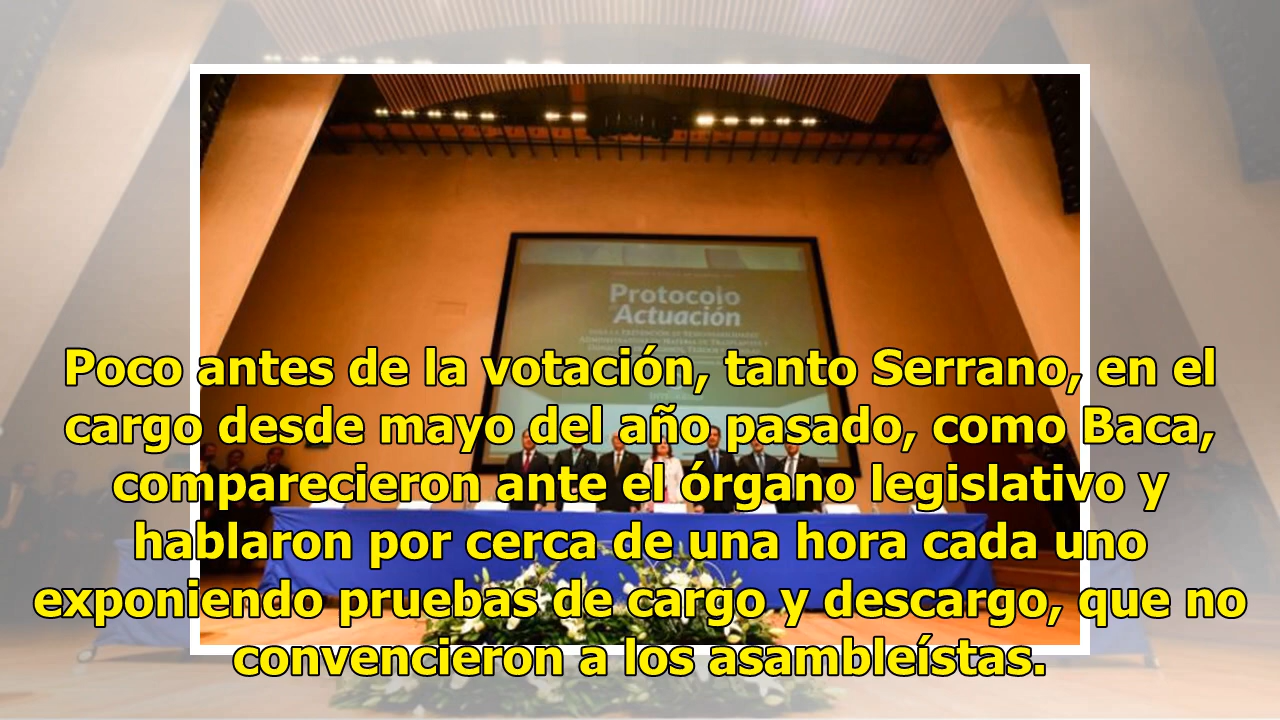 Protocolo
de Actuación
Poco antes de la votación, tanto Serrano, en el
cargo desde mayo del año pasado, como Baca,
comparecieron ante el órgano legislativo y
hablaron por cerca de una hora cada uno
exponiendo pruebas de cargo y descargo, que no
convencieron a los asambleístas.